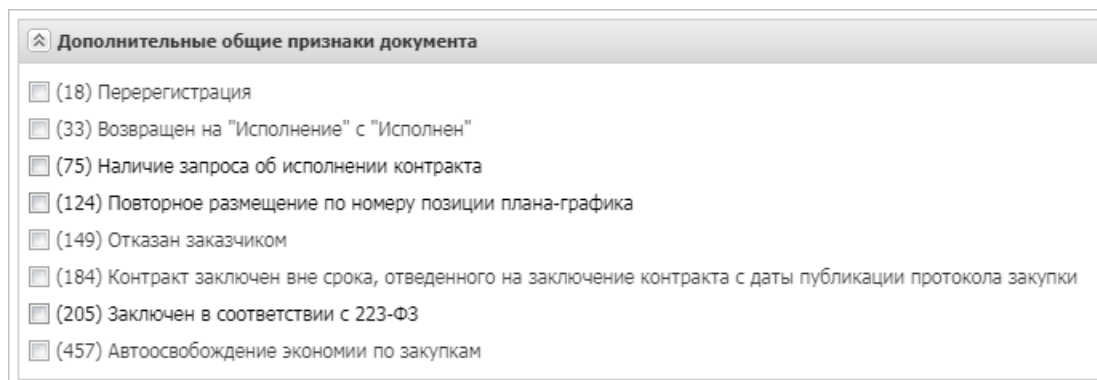 Дополнительные общие признаки документа
(18) Перерегистрация
(33) Возвращен на "Исполнение" с "Исполнен"
(75) Наличие запроса об исполнении контракта
(124) Повторное размещение по номеру позиции плана-графика
(149) Отказан заказчиком
(184) Контракт заключен вне срока, отведенного на заключение контракта с даты публикации протокола закупки
(205) Заключен в соответствии с 223-ФЗ
(457) Автоосвобождение экономии по закупкам